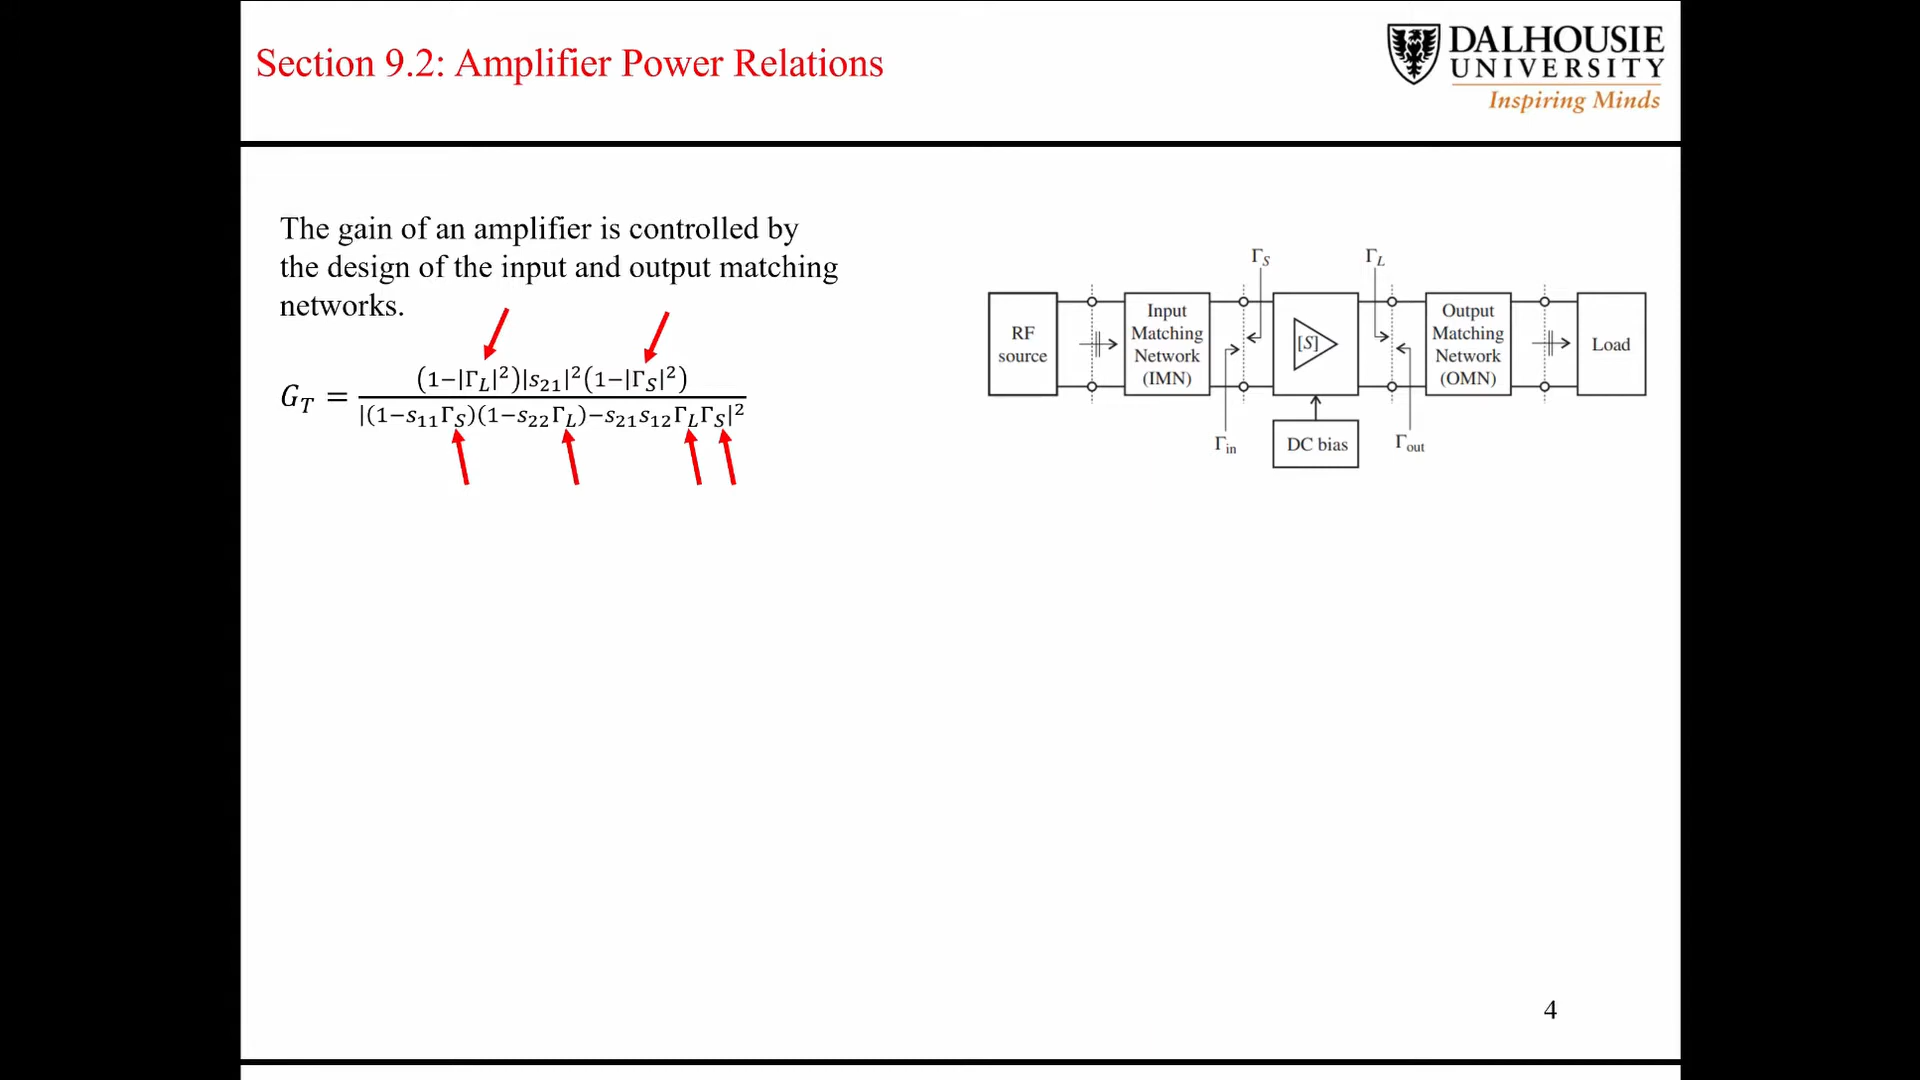 Section 9.2: Amplifier Power Relations
DALHOUSIE
UNIVERSITY
Inspiring Minds
The gain of an amplifier is controlled by
the design of the input and output matching
networks.
G_T = (1−|Γ_L|²)|s₂₁|²(1−|Γ_S|²) / |(1−s₁₁Γ_S)(1−s₂₂Γ_L)−s₂₁s₁₂Γ_LΓ_S|²
Γ_S
Γ_L
RF
source
Input
Matching
Network
(IMN)
[S]
Output
Matching
Network
(OMN)
Load
Γ_in
DC bias
Γ_out
4